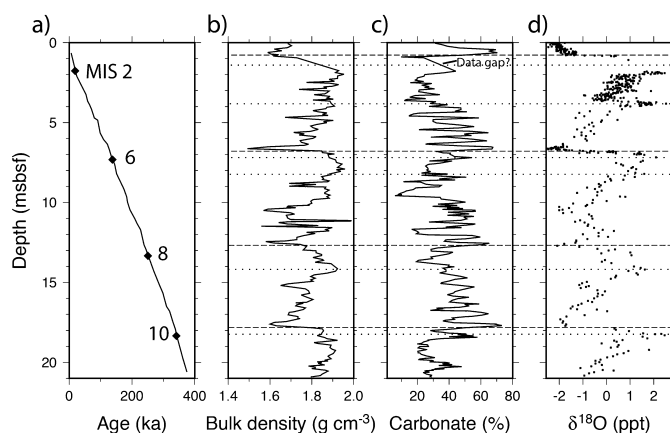 a) b) c) d)
0 5 10 15 20
Depth (msbsf)
MIS 2
6
8
10
Data gap?
0 200 400
1.4 1.6 1.8 2.0
0 20 40 60 80
-2 -1 0 1 2
Age (ka)
Bulk density (g cm⁻³)
Carbonate (%)
δ¹⁸O (ppt)